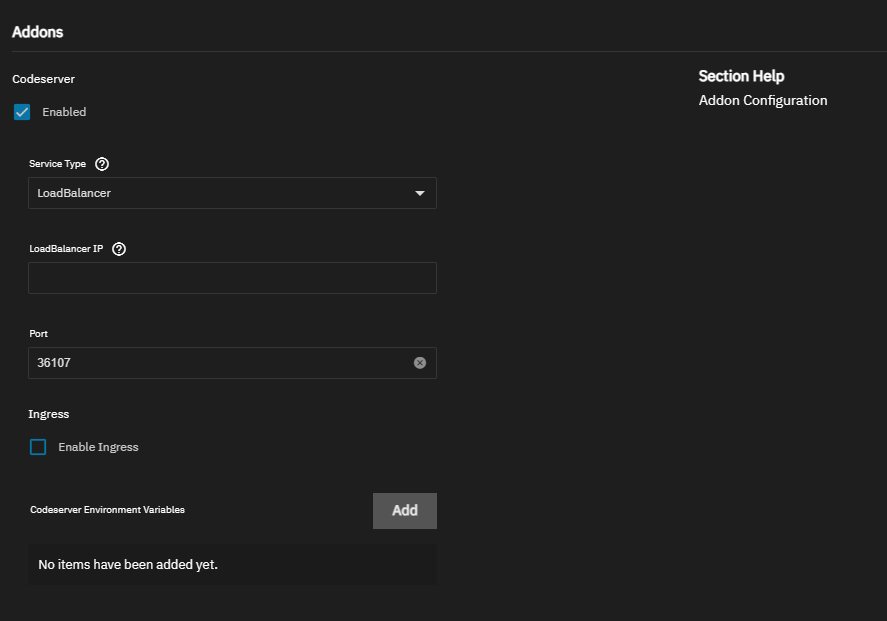 Addons
Codeserver
Section Help
Addon Configuration
Enabled
Service Type
LoadBalancer
LoadBalancer IP
Port
36107
Ingress
Enable Ingress
Codeserver Environment Variables
Add
No items have been added yet.